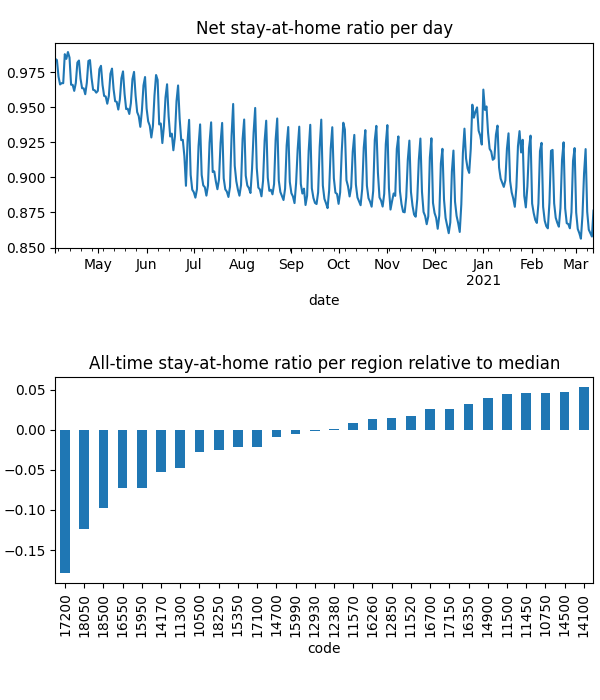 Net stay-at-home ratio per day
0.975
0.950
0.925
0.900
0.875
0.850
May Jun Jul Aug Sep Oct Nov Dec Jan Feb Mar
2021
date
All-time stay-at-home ratio per region relative to median
0.05
0.00
−0.05
−0.10
−0.15
17200 18050 18500 16550 15950 14170 11300 10500 18250 15350 17100 14700 15990 12930 12380 11570 16260 12850 11520 16700 17150 16350 14900 11500 11450 10750 14500 14100
code